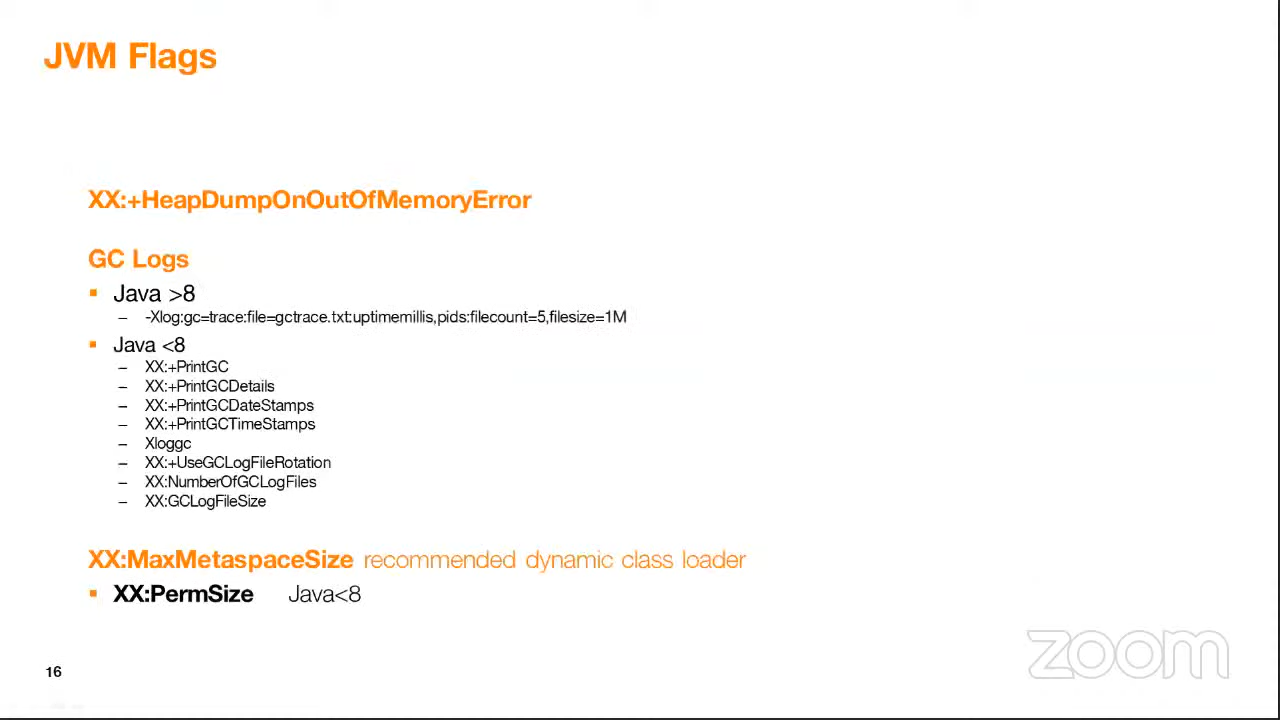 JVM Flags
XX:+HeapDumpOnOutOfMemoryError
GC Logs
▪ Java >8
– -Xlog:gc=trace:file=gctrace.txt:uptimemillis,pids:filecount=5,filesize=1M
▪ Java <8
– XX:+PrintGC
– XX:+PrintGCDetails
– XX:+PrintGCDateStamps
– XX:+PrintGCTimeStamps
– Xloggc
– XX:+UseGCLogFileRotation
– XX:NumberOfGCLogFiles
– XX:GCLogFileSize
XX:MaxMetaspaceSize recommended dynamic class loader
▪ XX:PermSize Java<8
16
zoom